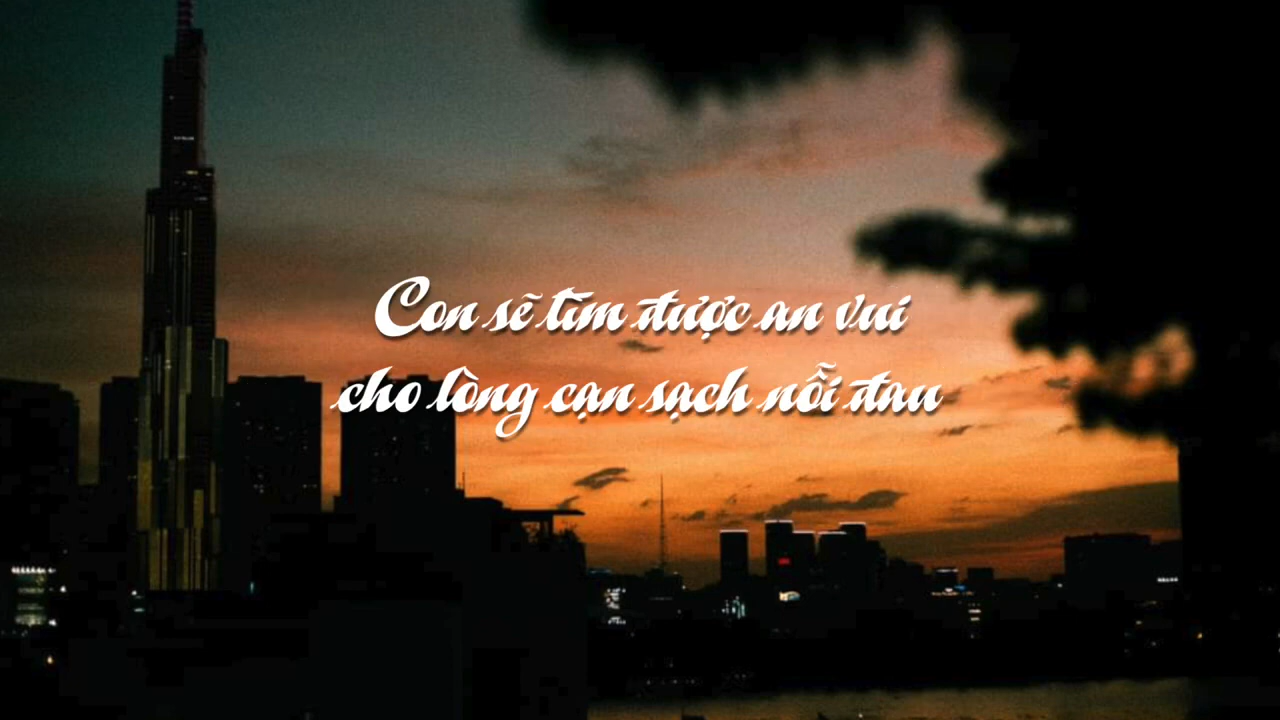 Con sẽ tìm được an vui
cho lòng cạn sạch nỗi đau